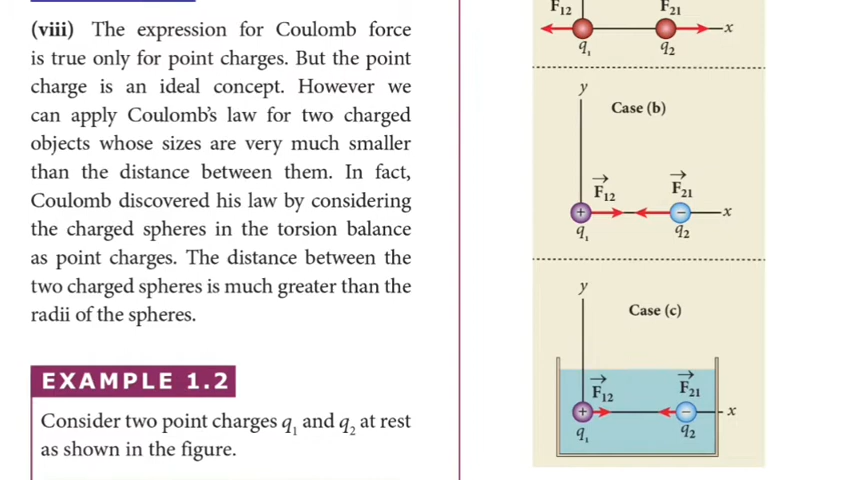 (viii) The expression for Coulomb force
is true only for point charges. But the point
charge is an ideal concept. However we
can apply Coulomb's law for two charged
objects whose sizes are very much smaller
than the distance between them. In fact,
Coulomb discovered his law by considering
the charged spheres in the torsion balance
as point charges. The distance between the
two charged spheres is much greater than the
radii of the spheres.
EXAMPLE 1.2
Consider two point charges q₁ and q₂ at rest
as shown in the figure.
F₁₂ F₂₁
x
q₁ q₂
y
Case (b)
F₁₂ F₂₁
+ − x
q₁ q₂
y
Case (c)
F₁₂ F₂₁
+ − x
q₁ q₂